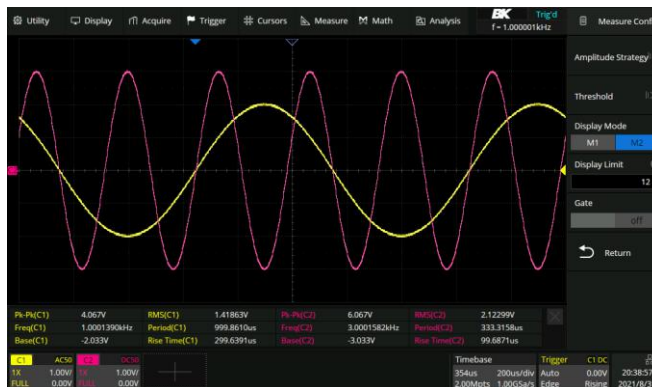 Utility Display Acquire Trigger Cursors Measure Math Analysis BK Trig'd
f = 1.000001kHz
Measure Conf
Amplitude Strategy
Threshold
Display Mode
M1 M2
Display Limit
12
Gate
off
Return
Pk-Pk(C1) 4.067V RMS(C1) 1.41863V Pk-Pk(C2) 6.067V RMS(C2) 2.12299V
Freq(C1) 1.0001390kHz Period(C1) 999.8610us Freq(C2) 3.0001582kHz Period(C2) 333.3158us
Base(C1) -2.033V Rise Time(C1) 299.6391us Base(C2) -3.033V Rise Time(C2) 99.6871us
C1 AC50 C2 DC50 Timebase Trigger C1 DC
1X 1.00V/ 1X 1.00V/ 354us 200us/div Auto 0.00V 20:38:57
FULL 0.00V FULL 0.00V 2.00Mpts 1.00GSa/s Edge Rising 2021/8/3